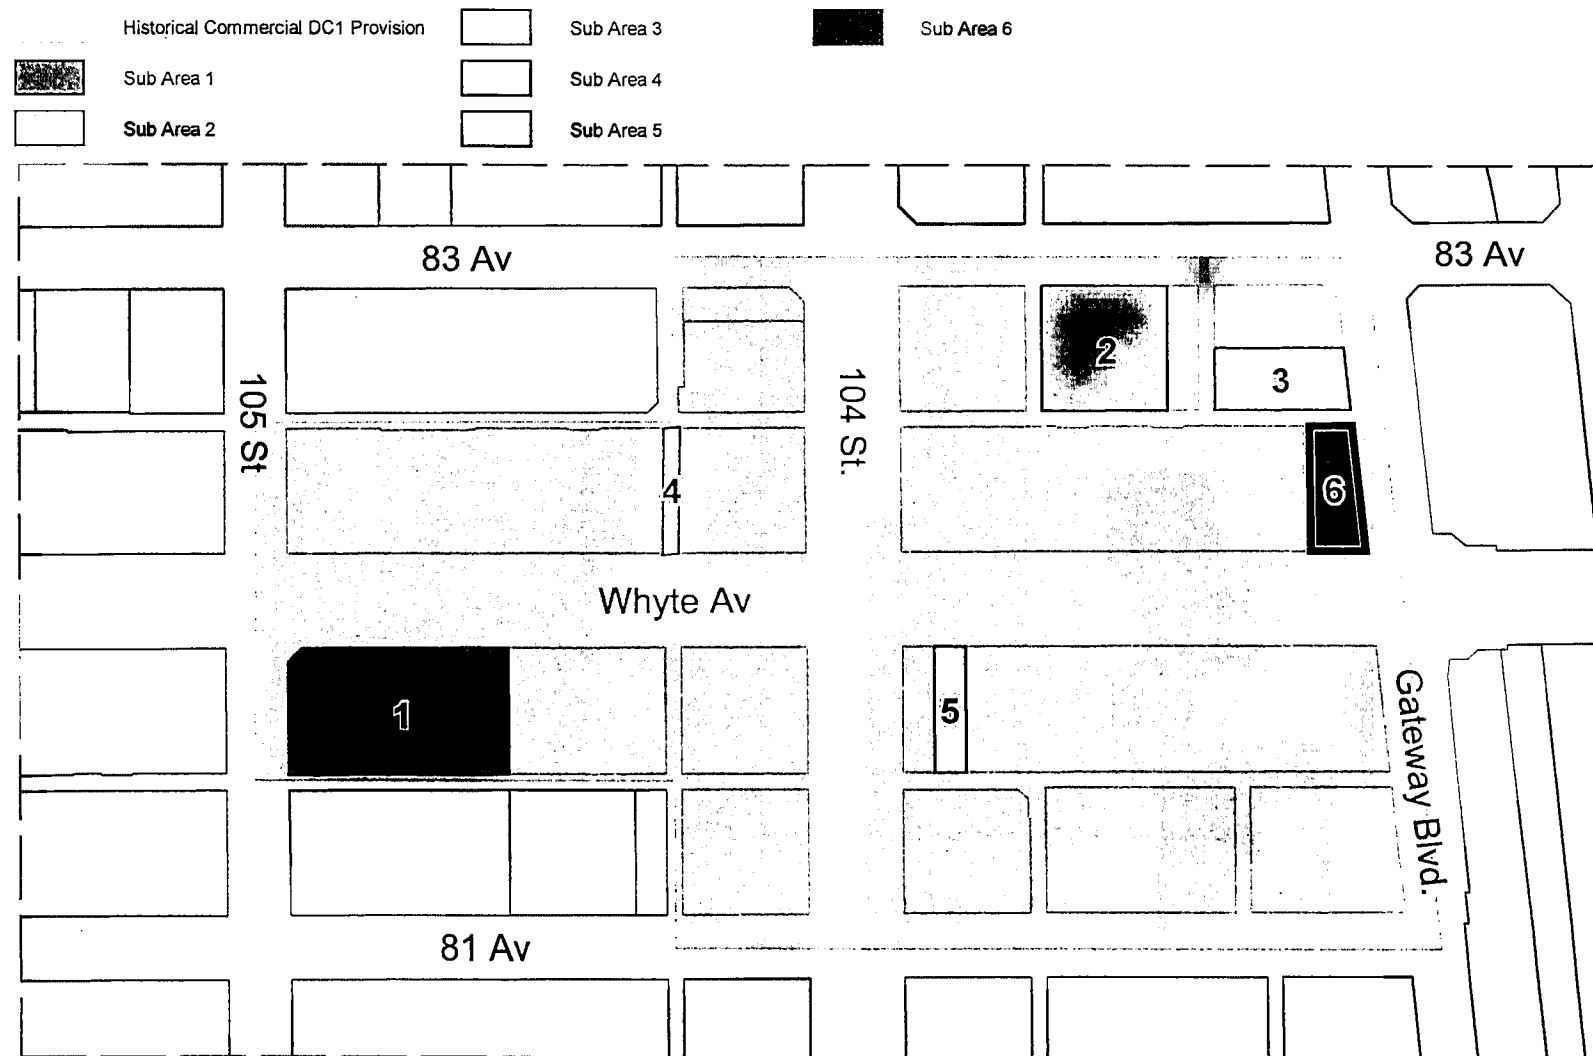 Historical Commercial DC1 Provision
Sub Area 1
Sub Area 2
Sub Area 3
Sub Area 4
Sub Area 5
Sub Area 6
83 Av
83 Av
105 St
104 St.
2
3
4
6
Whyte Av
1
5
Gateway Blvd.
81 Av